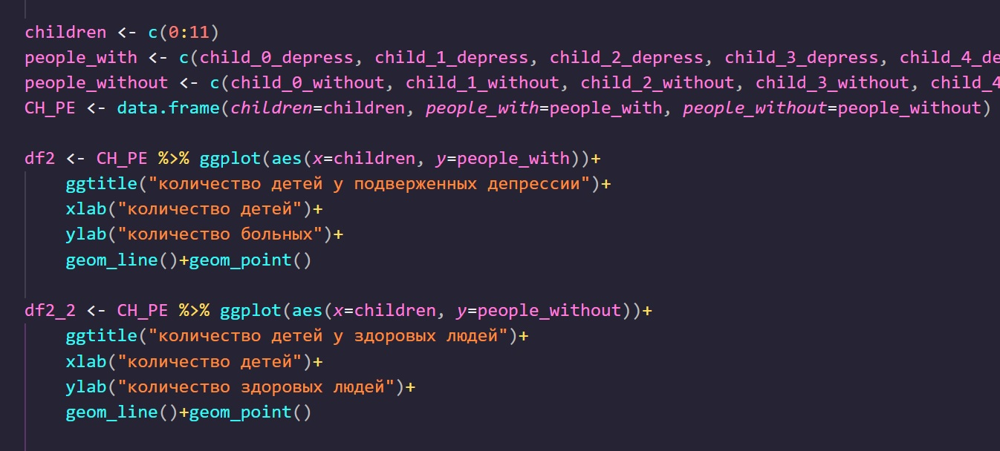 children <- c(0:11)
people_with <- c(child_0_depress, child_1_depress, child_2_depress, child_3_depress, child_4_de
people_without <- c(child_0_without, child_1_without, child_2_without, child_3_without, child_4
CH_PE <- data.frame(children=children, people_with=people_with, people_without=people_without)
df2 <- CH_PE %>% ggplot(aes(x=children, y=people_with))+
    ggtitle("количество детей у подверженных депрессии")+
    xlab("количество детей")+
    ylab("количество больных")+
    geom_line()+geom_point()
df2_2 <- CH_PE %>% ggplot(aes(x=children, y=people_without))+
    ggtitle("количество детей у здоровых людей")+
    xlab("количество детей")+
    ylab("количество здоровых людей")+
    geom_line()+geom_point()